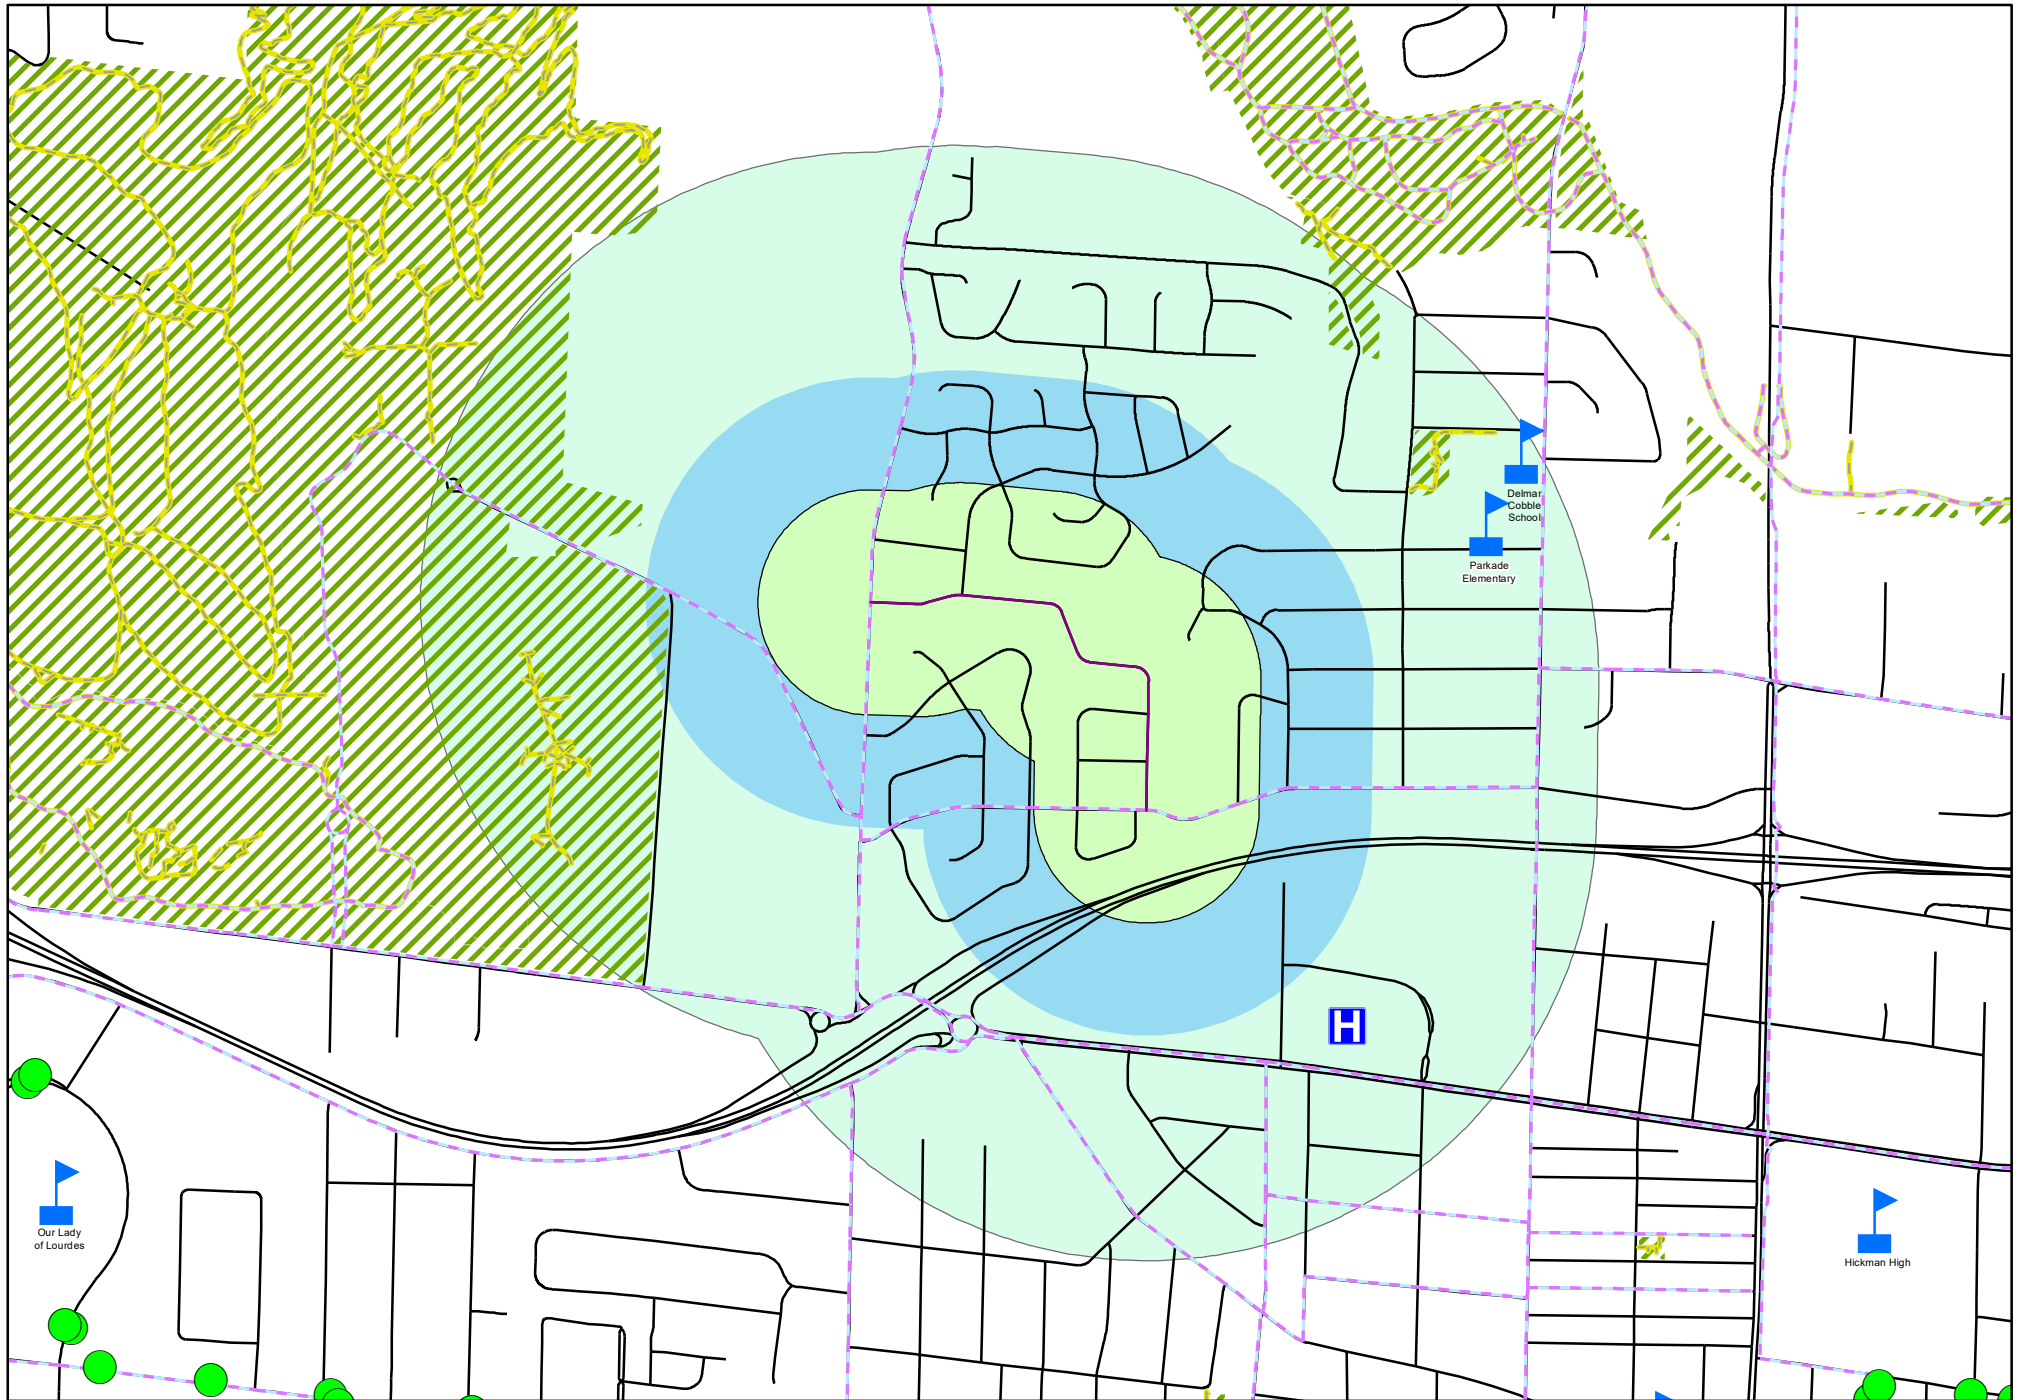 Delmar
Cobble
School
Parkade
Elementary
H
Our Lady
of Lourdes
Hickman High